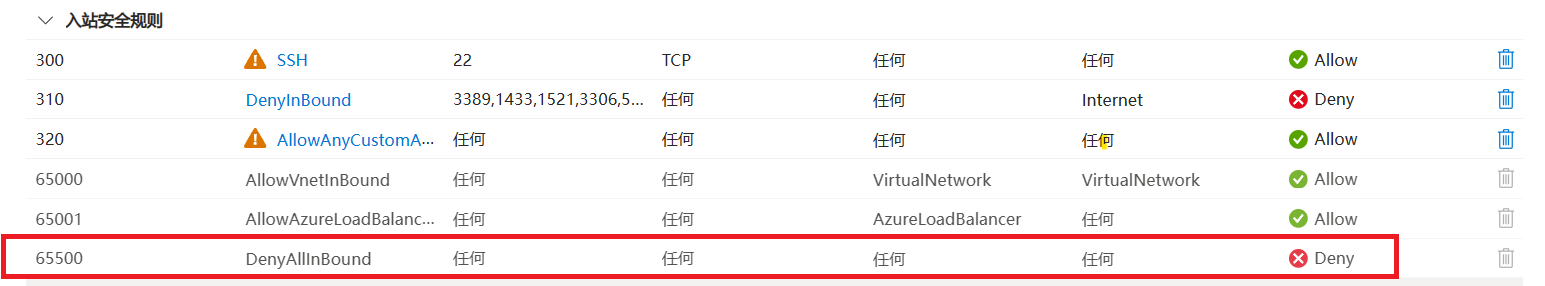 入站安全规则
300 SSH 22 TCP 任何 任何 Allow
310 DenyInBound 3389,1433,1521,3306,5... 任何 任何 Internet Deny
320 AllowAnyCustomA... 任何 任何 任何 任何 Allow
65000 AllowVnetInBound 任何 任何 VirtualNetwork VirtualNetwork Allow
65001 AllowAzureLoadBalanc... 任何 任何 AzureLoadBalancer 任何 Allow
65500 DenyAllInBound 任何 任何 任何 任何 Deny